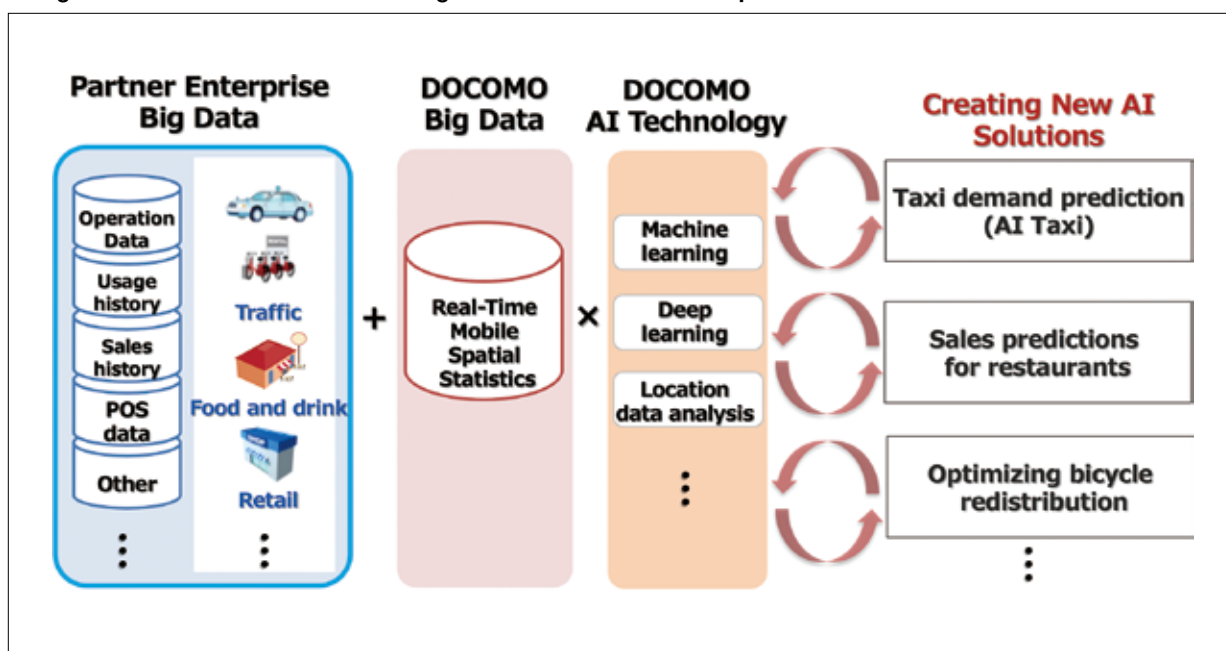 Partner Enterprise
Big Data
DOCOMO
Big Data
DOCOMO
AI Technology
Creating New AI
Solutions
Operation
Data
Usage
history
Sales
history
POS
data
Other
Traffic
Food and drink
Retail
+
Real-Time
Mobile
Spatial
Statistics
×
Machine
learning
Deep
learning
Location
data analysis
Taxi demand prediction
(AI Taxi)
Sales predictions
for restaurants
Optimizing bicycle
redistribution